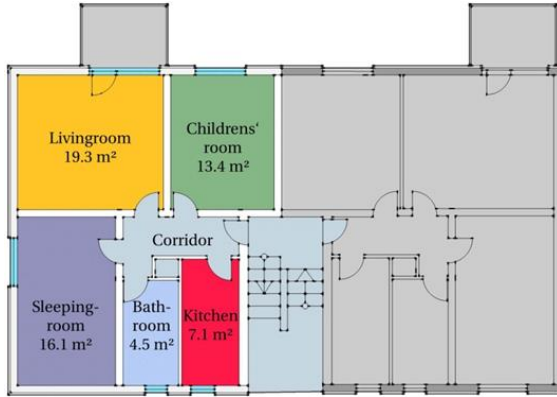 Livingroom
19.3 m²
Childrens‘
room
13.4 m²
Corridor
Sleeping-
room
16.1 m²
Bath-
room
4.5 m²
Kitchen
7.1 m²